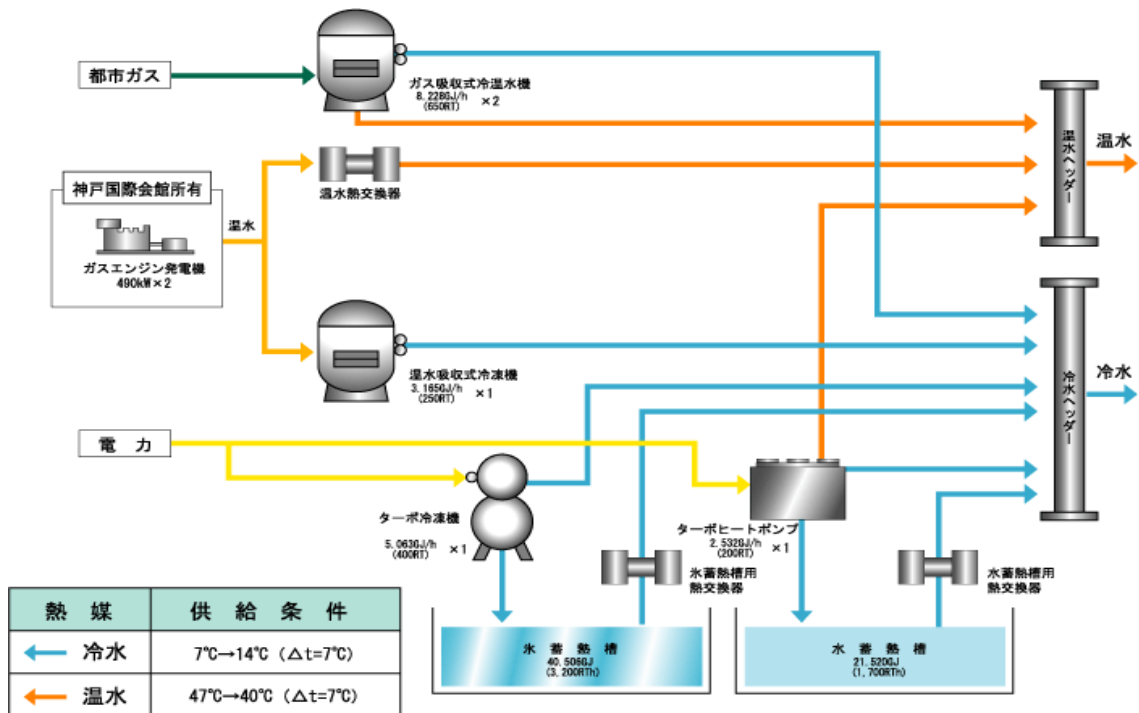 都市ガス
ガス吸収式冷温水機
8.228GJ/h ×2
(650RT)
温水ヘッダー
温水
温水熱交換器
神戸国際会館所有
温水
ガスエンジン発電機
490kW×2
温水吸収式冷凍機
3.165GJ/h ×1
(250RT)
冷水ヘッダー
冷水
電力
ターボ冷凍機
5.063GJ/h ×1
(400RT)
ターボヒートポンプ
2.532GJ/h ×1
(200RT)
氷蓄熱槽用
熱交換器
水蓄熱槽用
熱交換器
氷蓄熱槽
40.506GJ
(3,200RTh)
水蓄熱槽
21.520GJ
(1,700RTh)
熱媒 供給条件
冷水 7℃→14℃ (Δt=7℃)
温水 47℃→40℃ (Δt=7℃)